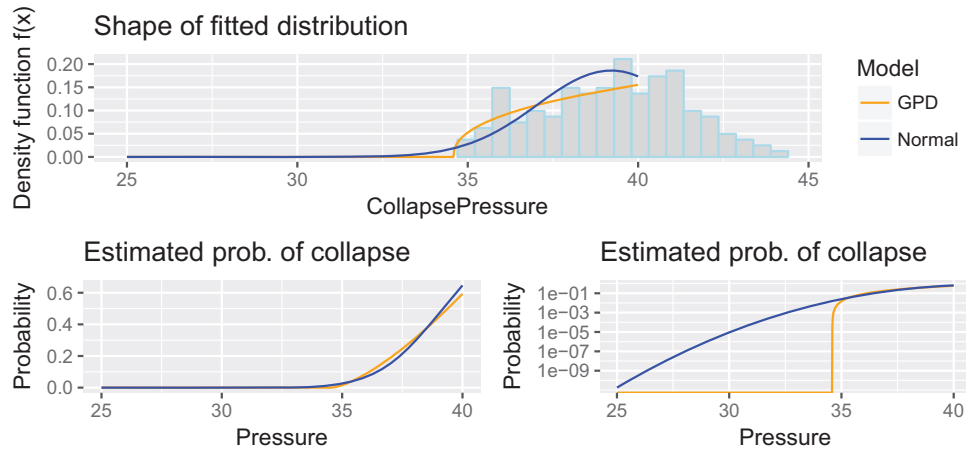 Shape of fitted distribution
Density function f(x)
0.20
0.15
0.10
0.05
0.00
25 30 35 40 45
CollapsePressure
Model
GPD
Normal
Estimated prob. of collapse
Probability
0.6
0.4
0.2
0.0
25 30 35 40
Pressure
Estimated prob. of collapse
Probability
1e-01
1e-03
1e-05
1e-07
1e-09
25 30 35 40
Pressure